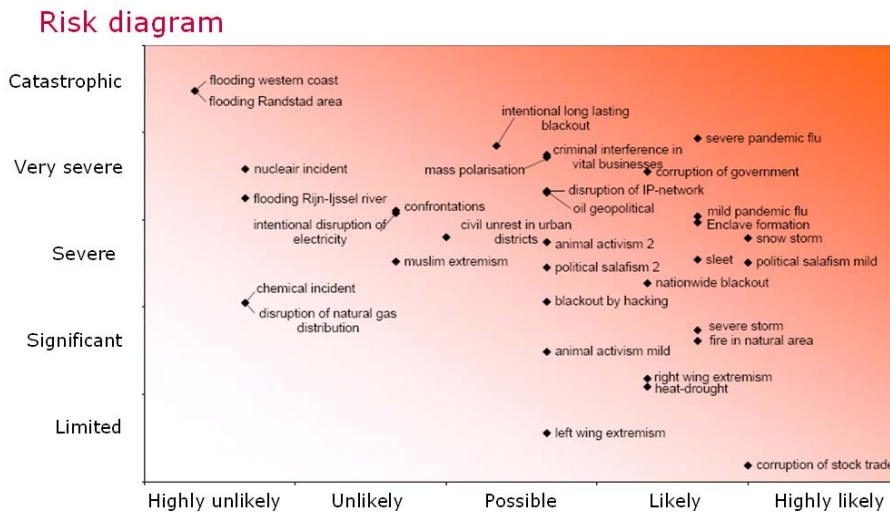 Risk diagram
Catastrophic
flooding western coast
flooding Randstad area
intentional long lasting
blackout
severe pandemic flu
Very severe
nucleair incident
mass polarisation
criminal interference in
vital businesses
corruption of government
flooding Rijn-Ijssel river
disruption of IP-network
oil geopolitical
confrontations
intentional disruption of
electricity
mild pandemic flu
Enclave formation
civil unrest in urban
districts
snow storm
Severe
animal activism 2
muslim extremism
political salafism 2
sleet
political salafism mild
nationwide blackout
chemical incident
disruption of natural gas
distribution
blackout by hacking
Significant
severe storm
fire in natural area
animal activism mild
right wing extremism
heat-drought
Limited
left wing extremism
corruption of stock trade
Highly unlikely
Unlikely
Possible
Likely
Highly likely